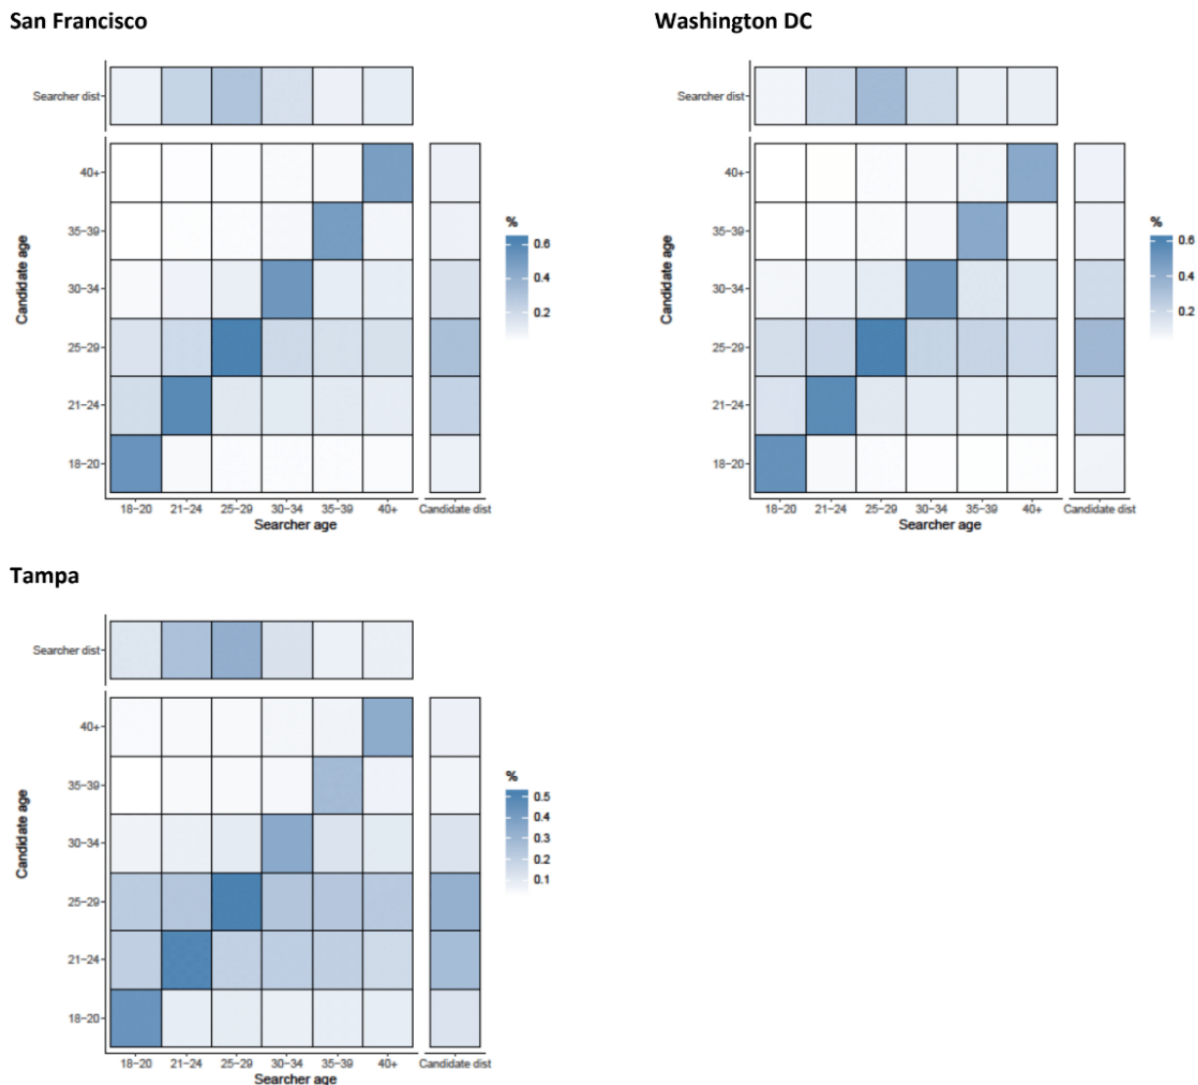 San Francisco
Searcher dist
40+
35-39
30-34
25-29
21-24
18-20
Candidate age
18-20 21-24 25-29 30-34 35-39 40+ Candidate dist
Searcher age
%
0.6
0.4
0.2
Washington DC
Searcher dist
40+
35-39
30-34
25-29
21-24
18-20
Candidate age
18-20 21-24 25-29 30-34 35-39 40+ Candidate dist
Searcher age
%
0.6
0.4
0.2
Tampa
Searcher dist
40+
35-39
30-34
25-29
21-24
18-20
Candidate age
18-20 21-24 25-29 30-34 35-39 40+ Candidate dist
Searcher age
%
0.5
0.4
0.3
0.2
0.1